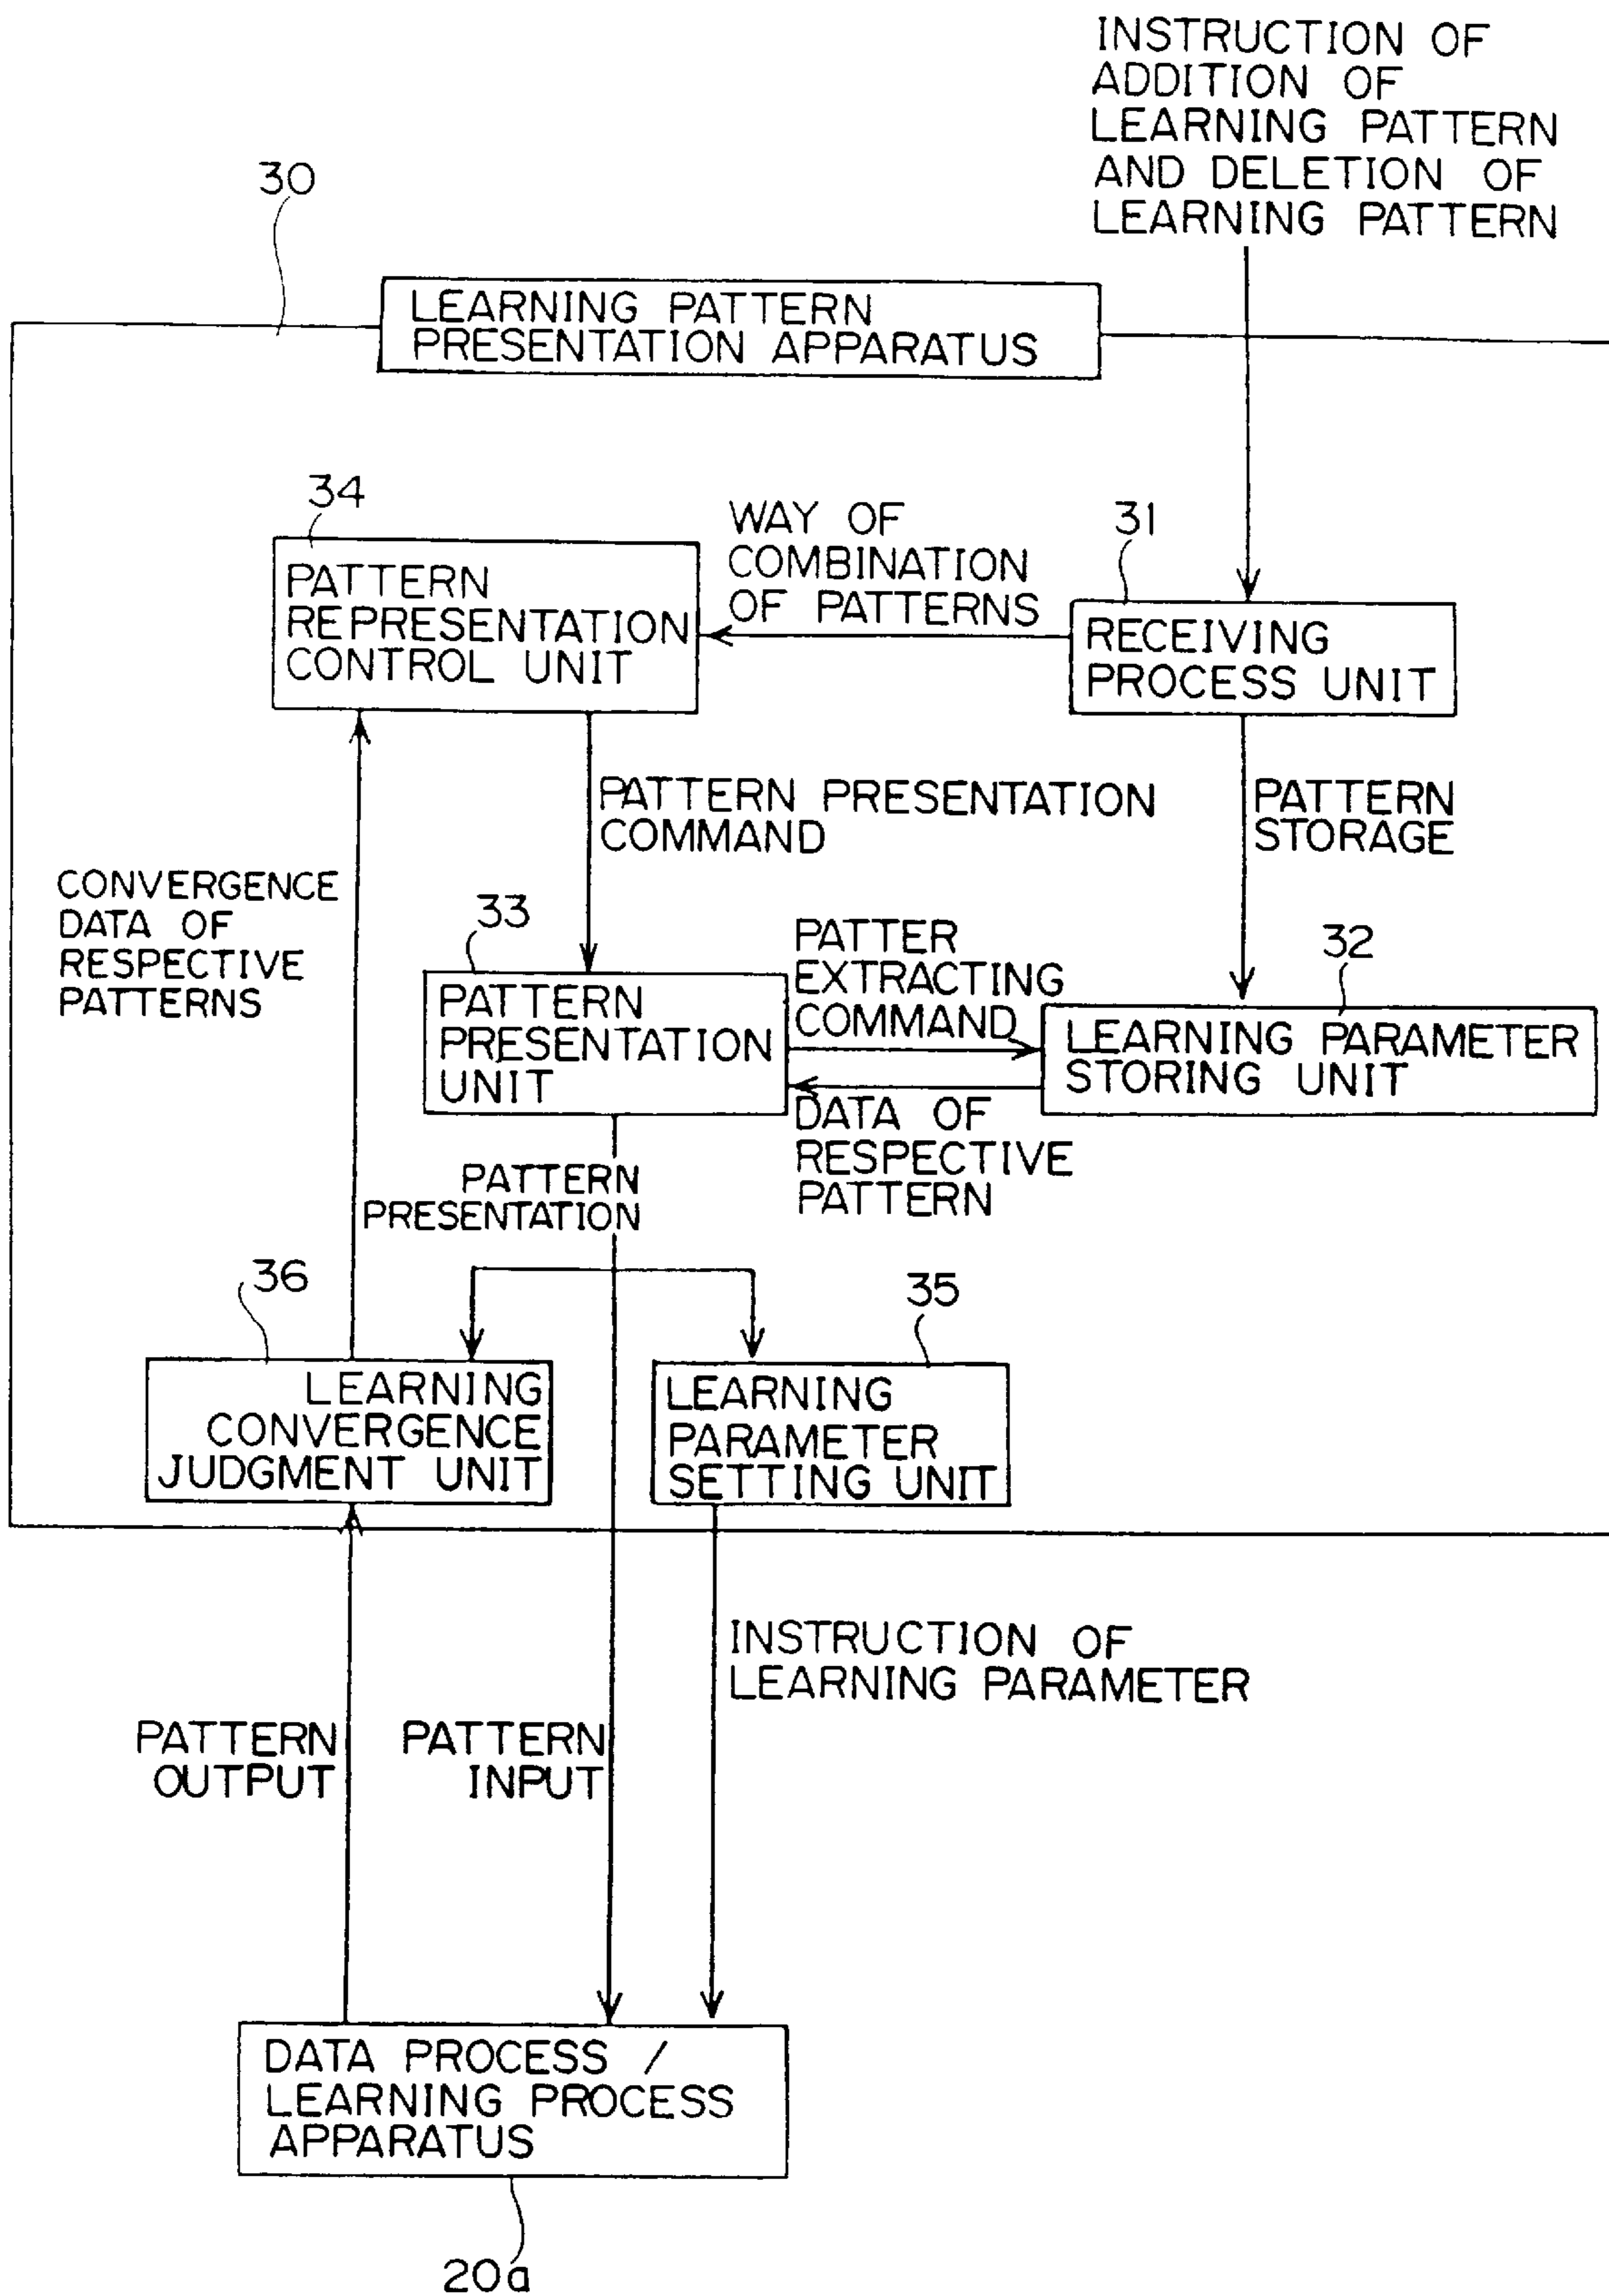 INSTRUCTION OF
ADDITION OF
LEARNING PATTERN
AND DELETION OF
LEARNING PATTERN
30
LEARNING PATTERN
PRESENTATION APPARATUS
34
PATTERN
REPRESENTATION
CONTROL UNIT
WAY OF
COMBINATION
OF PATTERNS
31
RECEIVING
PROCESS UNIT
PATTERN PRESENTATION
COMMAND
PATTERN
STORAGE
CONVERGENCE
DATA OF
RESPECTIVE
PATTERNS
33
PATTERN
PRESENTATION
UNIT
PATTER
EXTRACTING
COMMAND
32
LEARNING PARAMETER
STORING UNIT
DATA OF
RESPECTIVE
PATTERN
PATTERN
PRESENTATION
36
LEARNING
CONVERGENCE
JUDGMENT UNIT
35
LEARNING
PARAMETER
SETTING UNIT
INSTRUCTION OF
LEARNING PARAMETER
PATTERN
OUTPUT
PATTERN
INPUT
DATA PROCESS /
LEARNING PROCESS
APPARATUS
20a